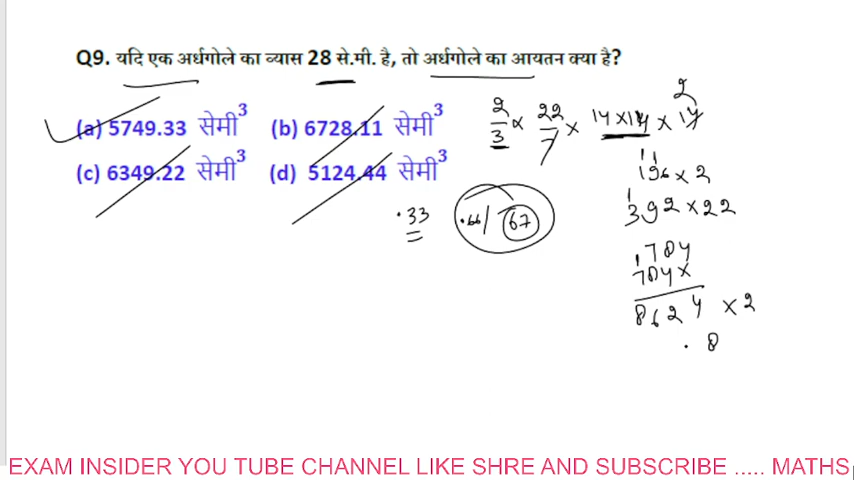 Q9. यदि एक अर्धगोले का व्यास 28 से.मी. है, तो अर्धगोले का आयतन क्या है?
(a) 5749.33 सेमी³ (b) 6728.11 सेमी³
(c) 6349.22 सेमी³ (d) 5124.44 सेमी³
2/3 × 22/7 × 14×14 × 14 2
196×2
392×22
784
784×
8624 ×2
.33 .66/ 67
. 8
EXAM INSIDER YOU TUBE CHANNEL LIKE SHRE AND SUBSCRIBE ..... MATHS